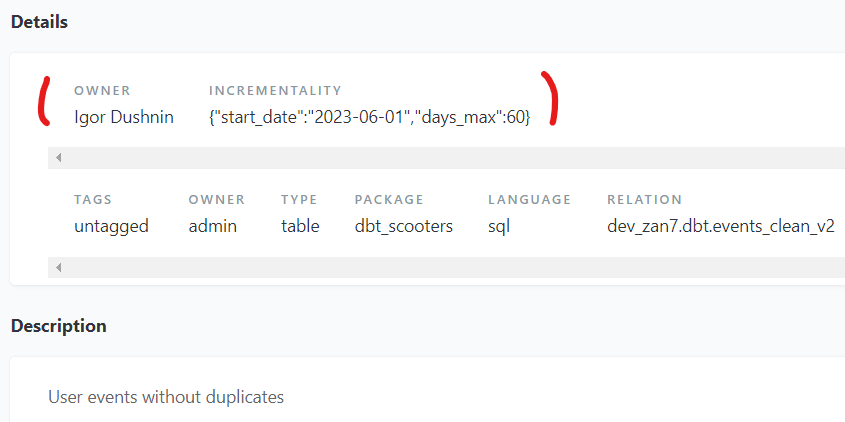 Details
OWNER INCREMENTALITY
Igor Dushnin {"start_date":"2023-06-01","days_max":60}
TAGS OWNER TYPE PACKAGE LANGUAGE RELATION
untagged admin table dbt_scooters sql dev_zan7.dbt.events_clean_v2
Description
User events without duplicates